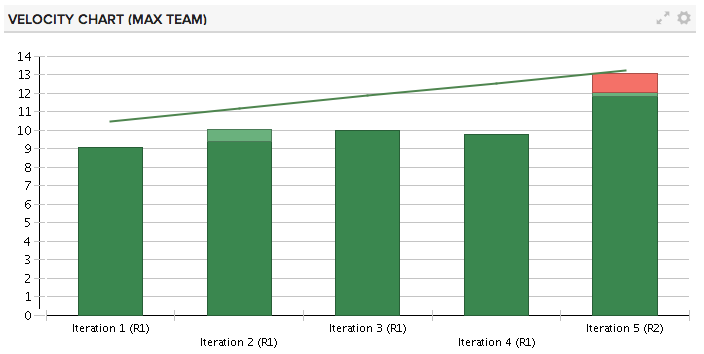 VELOCITY CHART (MAX TEAM)
14
13
12
11
10
9
8
7
6
5
4
3
2
1
0
Iteration 1 (R1)
Iteration 2 (R1)
Iteration 3 (R1)
Iteration 4 (R1)
Iteration 5 (R2)